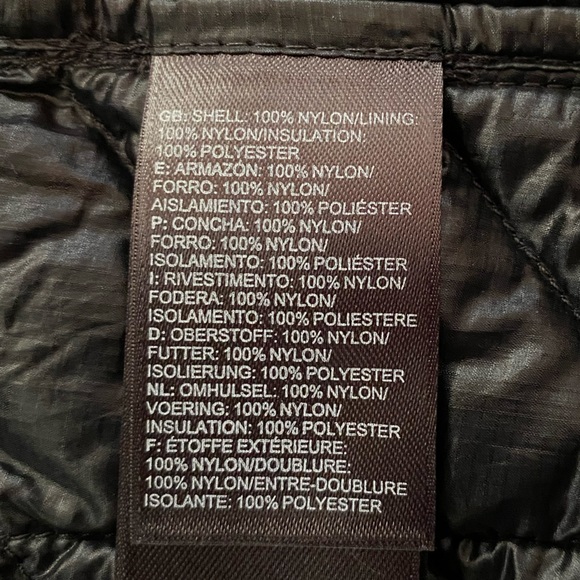 GB: SHELL: 100% NYLON/LINING:
100% NYLON/INSULATION:
100% POLYESTER
E: ARMAZÓN: 100% NYLON/
FORRO: 100% NYLON/
AISLAMIENTO: 100% POLIÉSTER
P: CONCHA: 100% NYLON/
FORRO: 100% NYLON/
ISOLAMENTO: 100% POLIÉSTER
I: RIVESTIMENTO: 100% NYLON/
FODERA: 100% NYLON/
ISOLAMENTO: 100% POLIESTERE
D: OBERSTOFF: 100% NYLON/
FUTTER: 100% NYLON/
ISOLIERUNG: 100% POLYESTER
NL: OMHULSEL: 100% NYLON/
VOERING: 100% NYLON/
INSULATION: 100% POLYESTER
F: ÉTOFFE EXTÉRIEURE:
100% NYLON/DOUBLURE:
100% NYLON/ENTRE-DOUBLURE
ISOLANTE: 100% POLYESTER